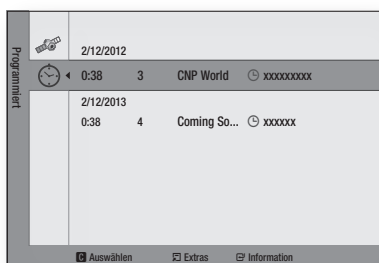 Programmiert
2/12/2012
0:38 3 CNP World xxxxxxxxx
2/12/2013
0:38 4 Coming So... xxxxxx
C Auswählen Extras Information